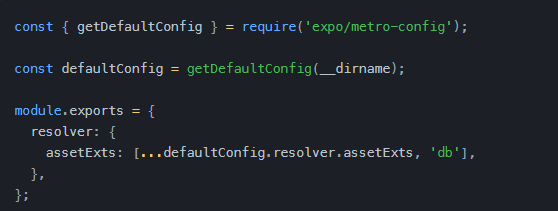 const { getDefaultConfig } = require('expo/metro-config');
const defaultConfig = getDefaultConfig(__dirname);
module.exports = {
  resolver: {
    assetExts: [...defaultConfig.resolver.assetExts, 'db'],
  },
};